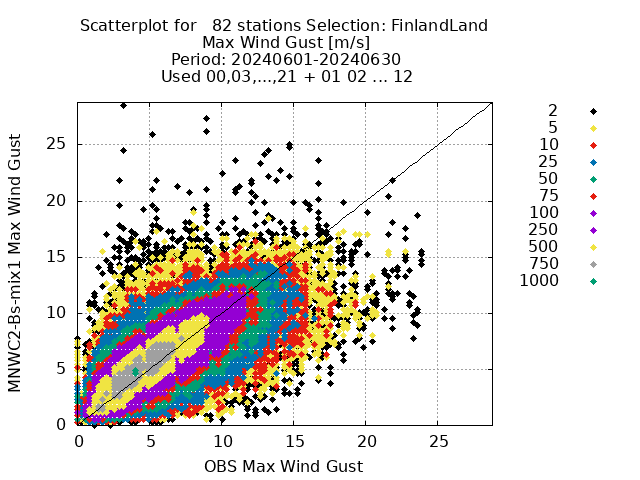 Scatterplot for   82 stations Selection: FinlandLand
Max Wind Gust [m/s]
Period: 20240601-20240630
Used 00,03,...,21 + 01 02 ... 12
MNWC2-Bs-mix1 Max Wind Gust
25
20
15
10
5
0
0 5 10 15 20 25
OBS Max Wind Gust
2
5
10
25
50
75
100
250
500
750
1000